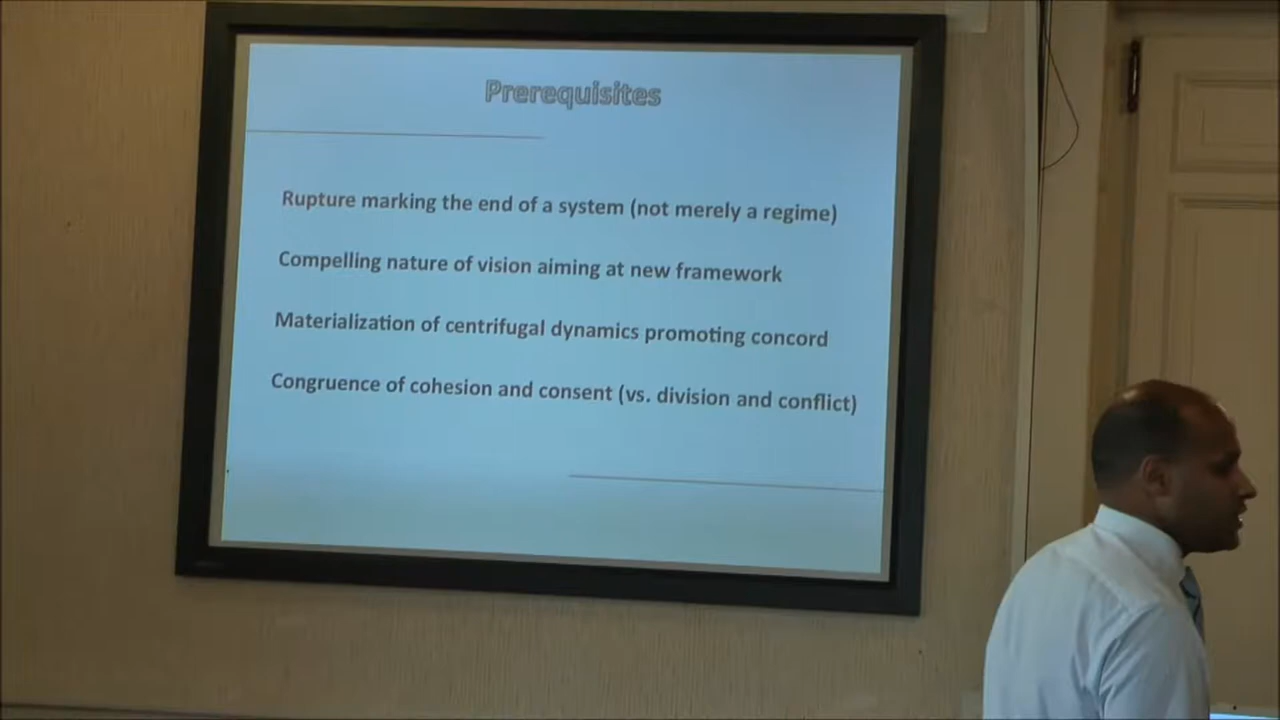 Prerequisites
Rupture marking the end of a system (not merely a regime)
Compelling nature of vision aiming at new framework
Materialization of centrifugal dynamics promoting concord
Congruence of cohesion and consent (vs. division and conflict)